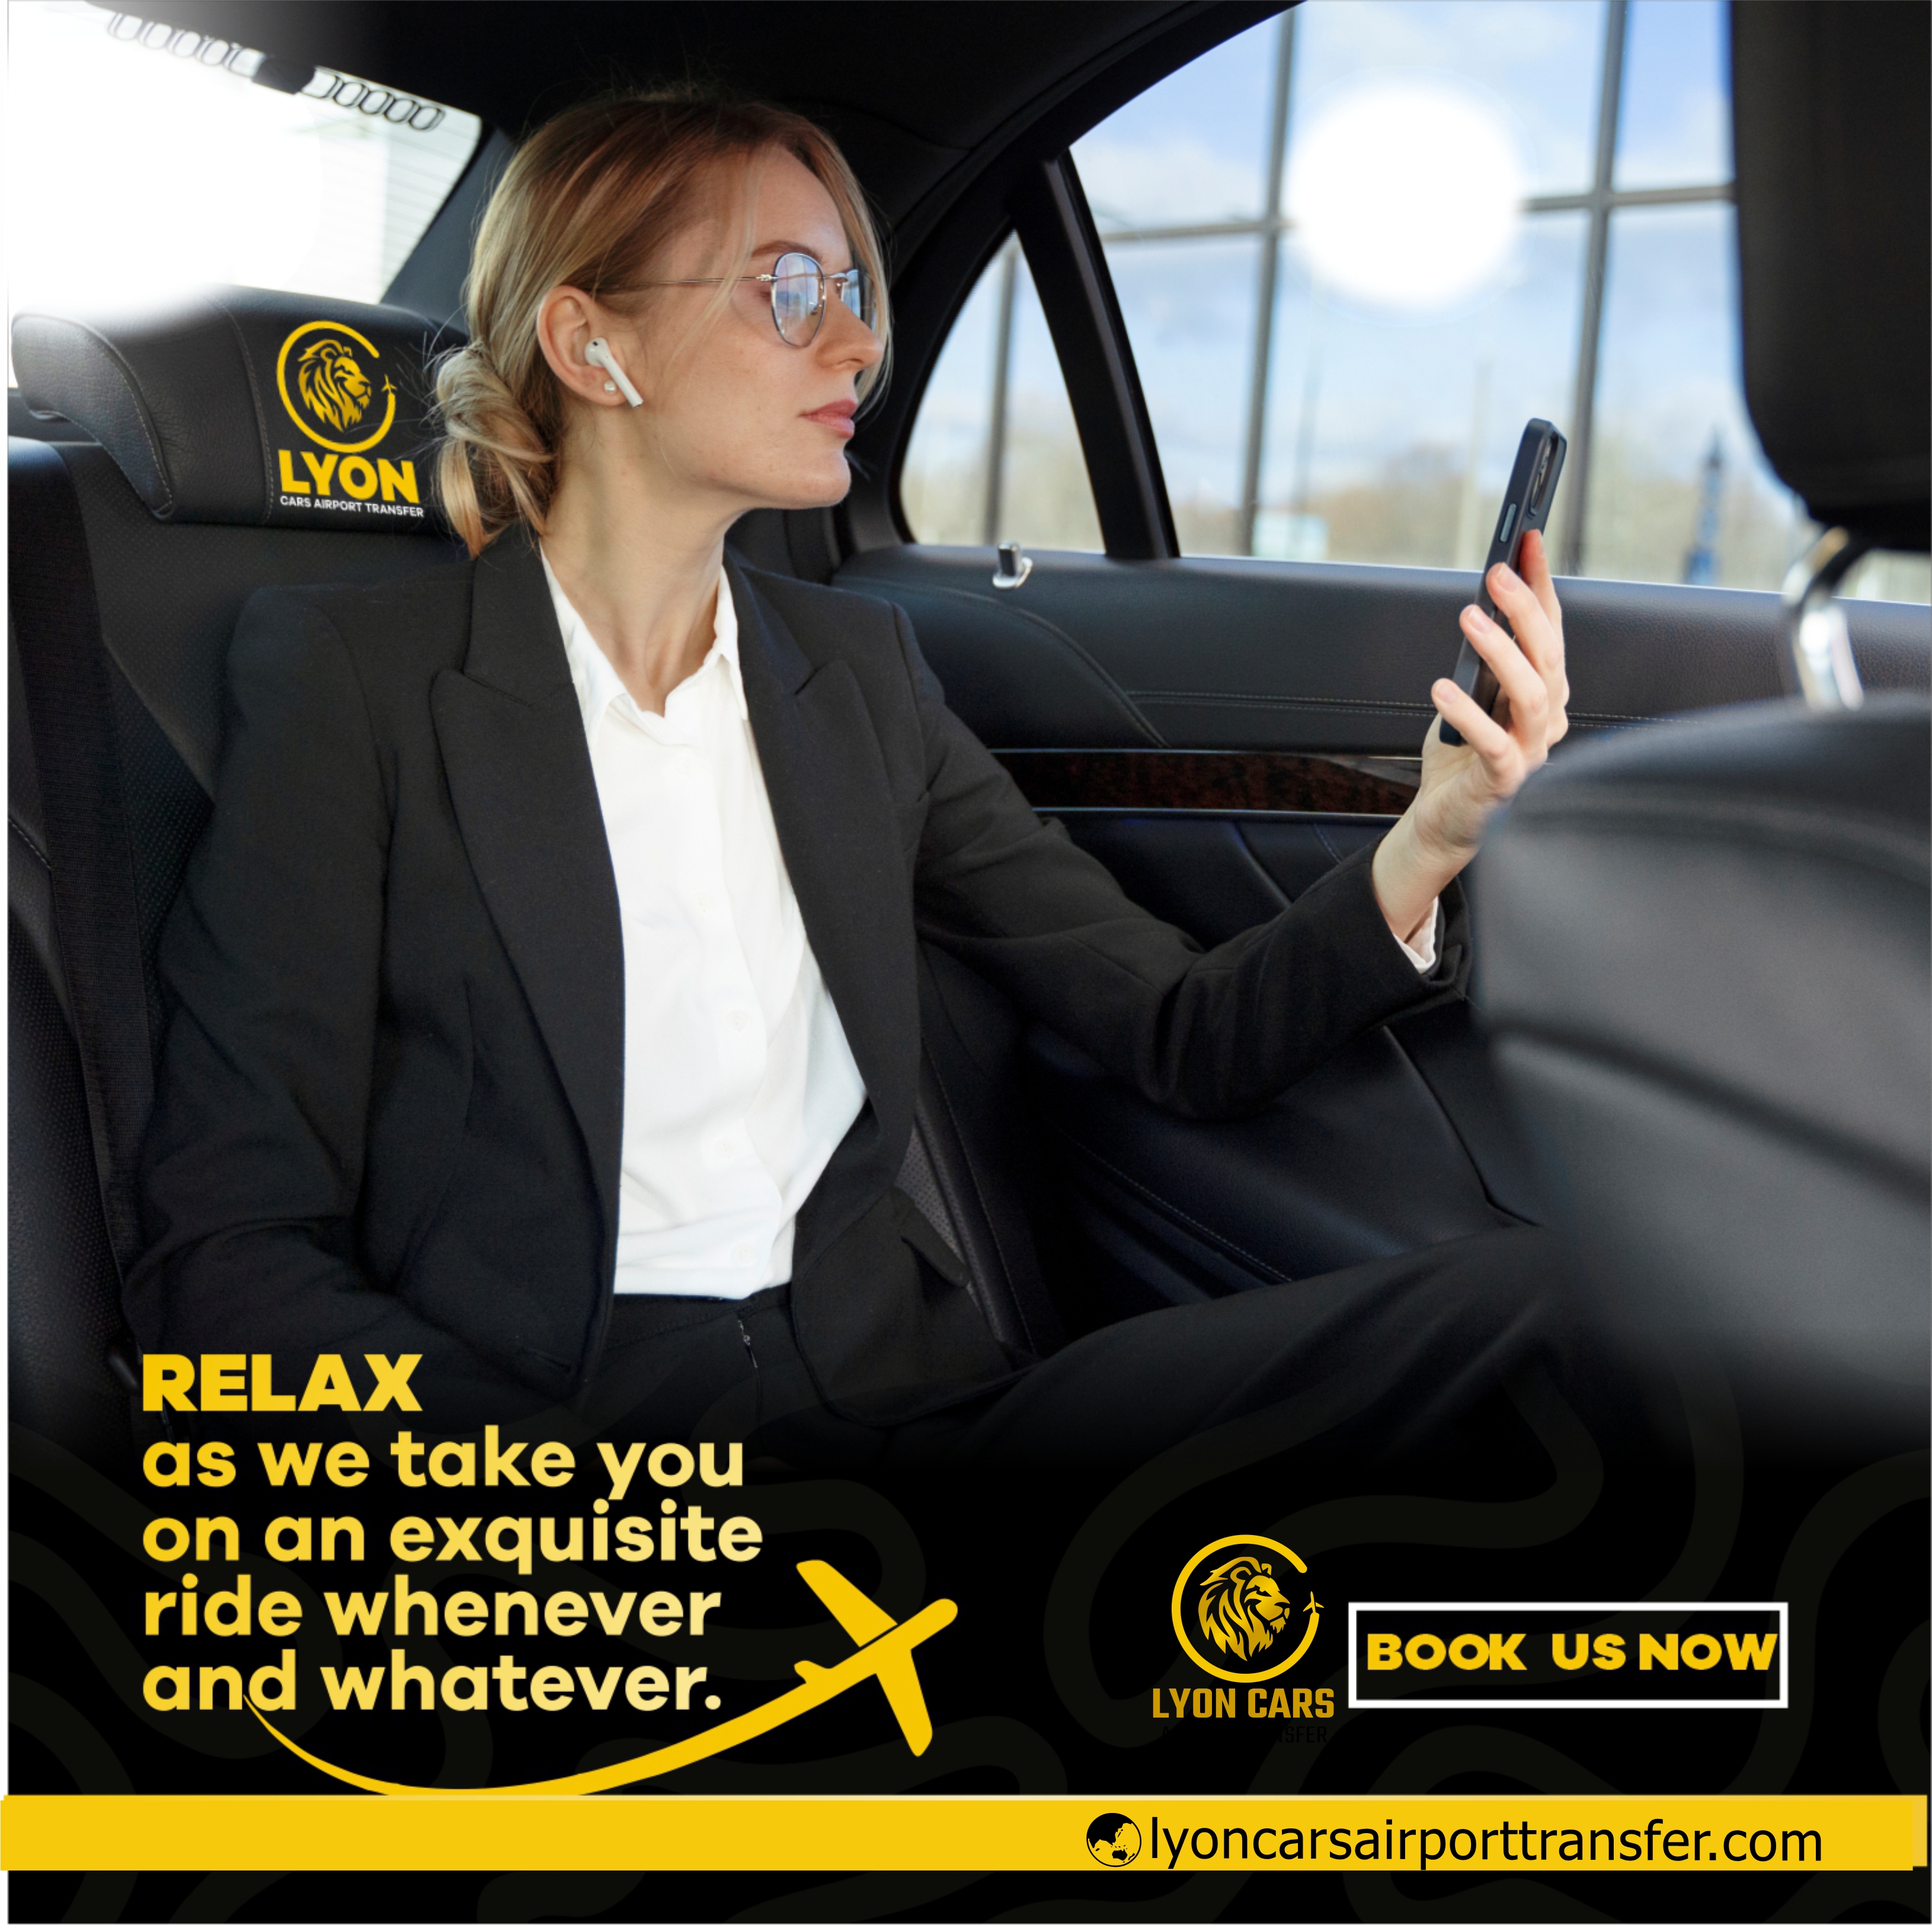 LYON
CARS AIRPORT TRANSFER
RELAX
as we take you
on an exquisite
ride whenever
and whatever.
LYON CARS
BOOK US NOW
lyoncarsairporttransfer.com